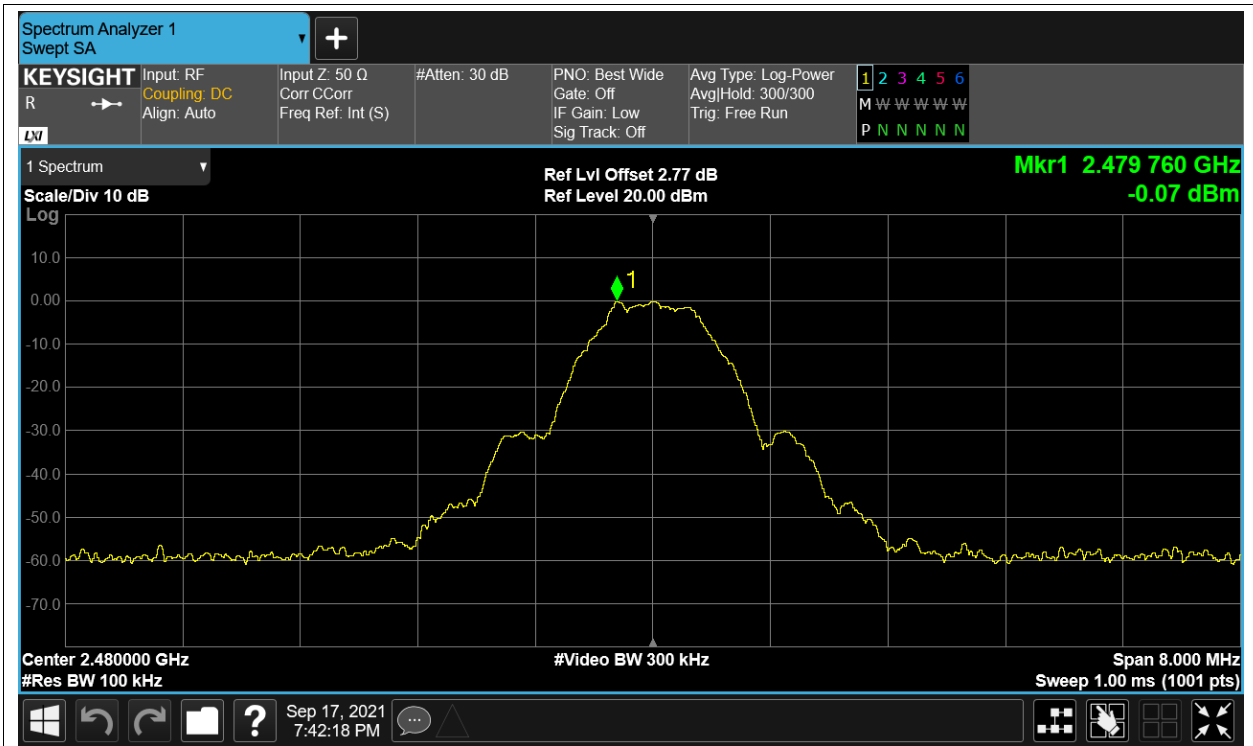 Spectrum Analyzer 1
Swept SA
KEYSIGHT
R
LXI
Input: RF
Coupling: DC
Align: Auto
Input Z: 50 Ω
Corr CCorr
Freq Ref: Int (S)
#Atten: 30 dB
PNO: Best Wide
Gate: Off
IF Gain: Low
Sig Track: Off
Avg Type: Log-Power
Avg|Hold: 300/300
Trig: Free Run
1 2 3 4 5 6
M W W W W W
P N N N N N
1 Spectrum
Scale/Div 10 dB
Log
Ref Lvl Offset 2.77 dB
Ref Level 20.00 dBm
Mkr1 2.479 760 GHz
-0.07 dBm
1
10.0
0.00
-10.0
-20.0
-30.0
-40.0
-50.0
-60.0
-70.0
Center 2.480000 GHz
#Res BW 100 kHz
#Video BW 300 kHz
Span 8.000 MHz
Sweep 1.00 ms (1001 pts)
?
Sep 17, 2021
7:42:18 PM